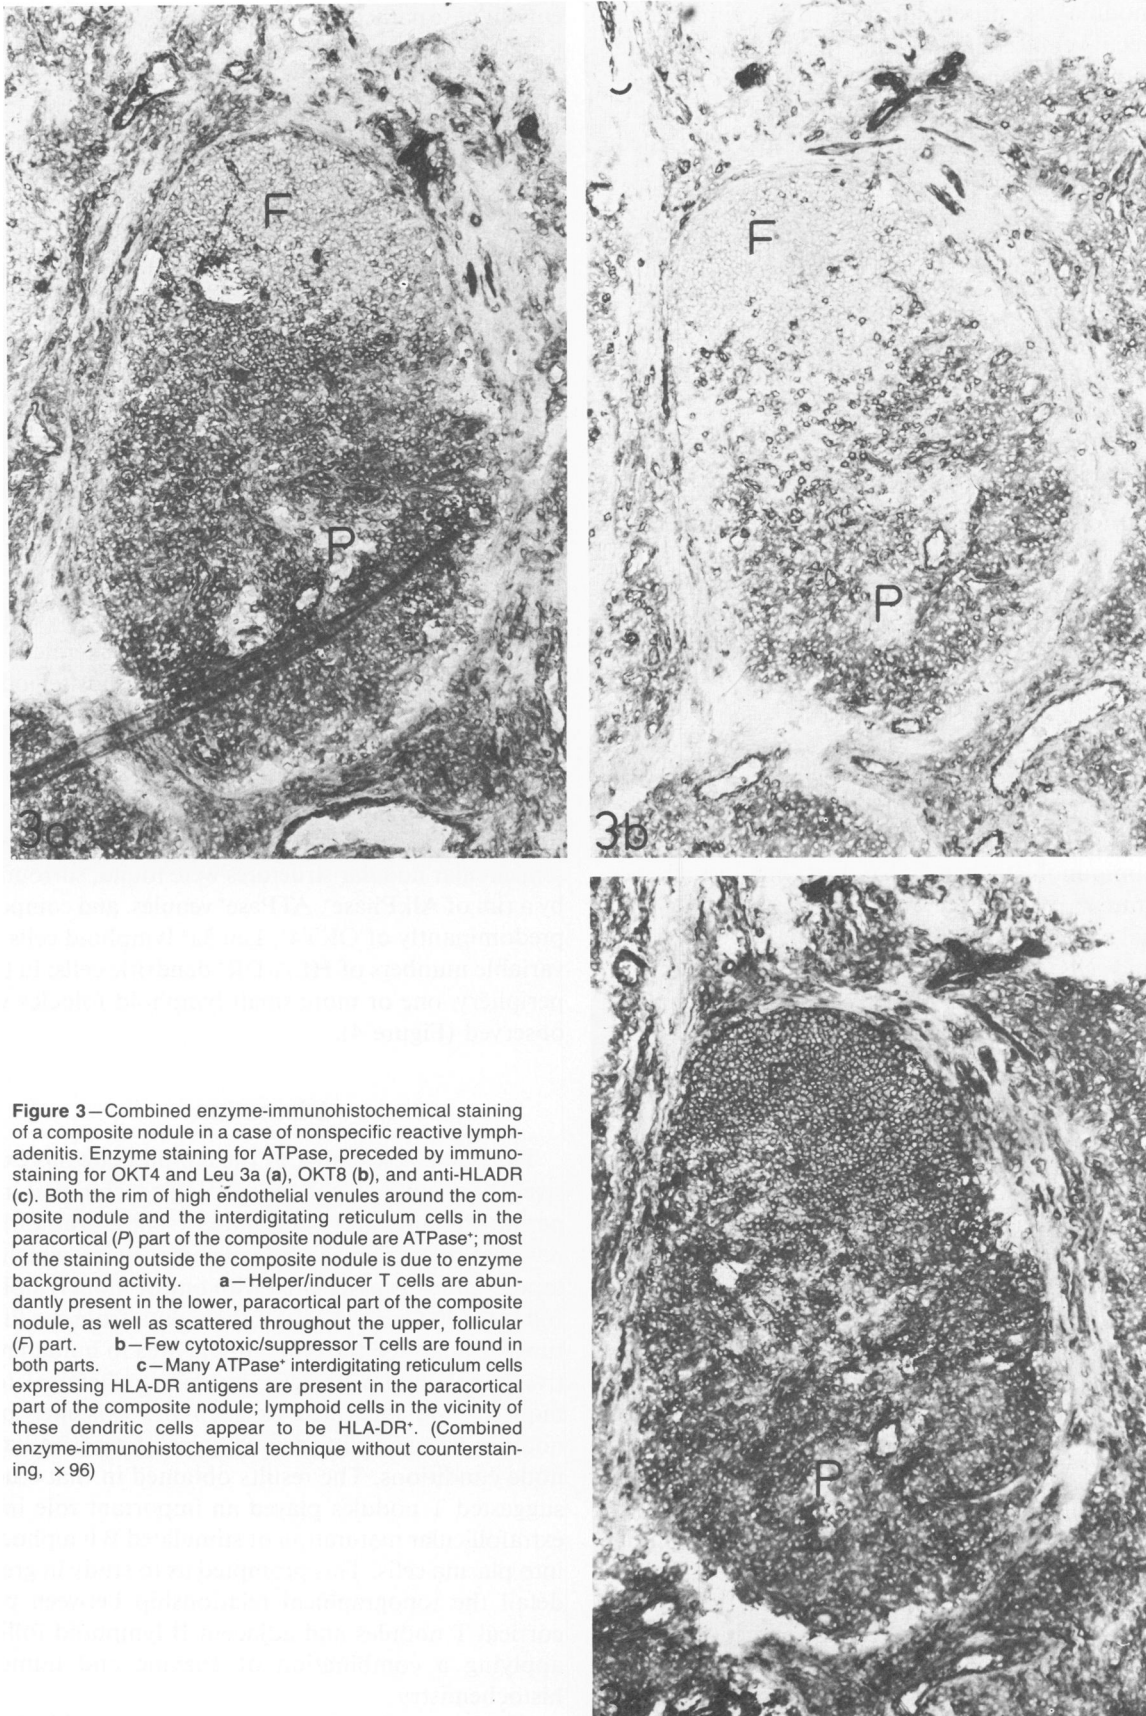 F
P
3a
F
P
3b
F
P
Figure 3—Combined enzyme-immunohistochemical staining
of a composite nodule in a case of nonspecific reactive lymph-
adenitis. Enzyme staining for ATPase, preceded by immuno-
staining for OKT4 and Leu 3a (a), OKT8 (b), and anti-HLADR
(c). Both the rim of high endothelial venules around the com-
posite nodule and the interdigitating reticulum cells in the
paracortical (P) part of the composite nodule are ATPase⁺; most
of the staining outside the composite nodule is due to enzyme
background activity. a—Helper/inducer T cells are abun-
dantly present in the lower, paracortical part of the composite
nodule, as well as scattered throughout the upper, follicular
(F) part. b—Few cytotoxic/suppressor T cells are found in
both parts. c—Many ATPase⁺ interdigitating reticulum cells
expressing HLA-DR antigens are present in the paracortical
part of the composite nodule; lymphoid cells in the vicinity of
these dendritic cells appear to be HLA-DR⁺. (Combined
enzyme-immunohistochemical technique without counterstain-
ing, ×96)